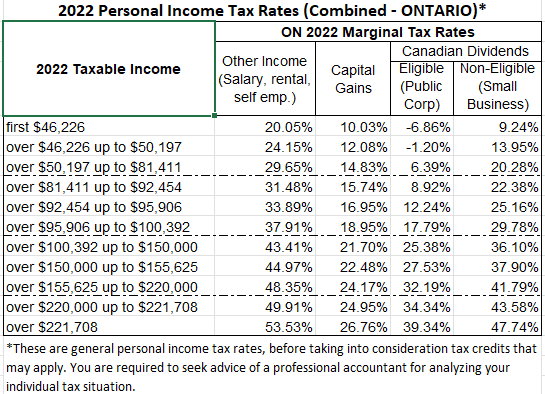 2022 Personal Income Tax Rates (Combined - ONTARIO)*
2022 Taxable Income
ON 2022 Marginal Tax Rates
Other Income
(Salary, rental,
self emp.)
Capital
Gains
Canadian Dividends
Eligible
(Public
Corp)
Non-Eligible
(Small
Business)
first $46,226 20.05% 10.03% -6.86% 9.24%
over $46,226 up to $50,197 24.15% 12.08% -1.20% 13.95%
over $50,197 up to $81,411 29.65% 14.83% 6.39% 20.28%
over $81,411 up to $92,454 31.48% 15.74% 8.92% 22.38%
over $92,454 up to $95,906 33.89% 16.95% 12.24% 25.16%
over $95,906 up to $100,392 37.91% 18.95% 17.79% 29.78%
over $100,392 up to $150,000 43.41% 21.70% 25.38% 36.10%
over $150,000 up to $155,625 44.97% 22.48% 27.53% 37.90%
over $155,625 up to $220,000 48.35% 24.17% 32.19% 41.79%
over $220,000 up to $221,708 49.91% 24.95% 34.34% 43.58%
over $221,708 53.53% 26.76% 39.34% 47.74%
*These are general personal income tax rates, before taking into consideration tax credits that
may apply. You are required to seek advice of a professional accountant for analyzing your
individual tax situation.